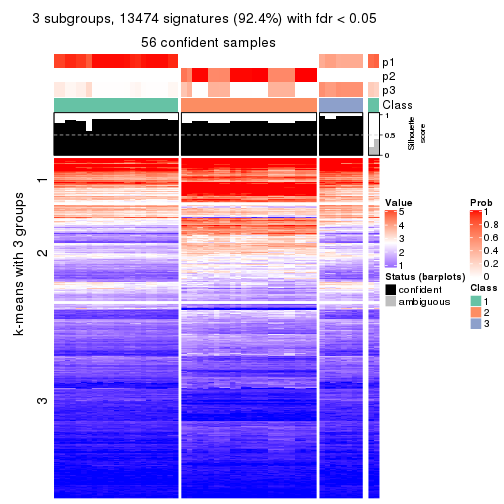 3 subgroups, 13474 signatures (92.4%) with fdr < 0.05
56 confident samples
p1
p2
p3
Class
1
0.5
0
Silhouette
score
k-means with 3 groups
1
2
3
Value
5
4
3
2
1
Status (barplots)
confident
ambiguous
Prob
1
0.8
0.6
0.4
0.2
0
Class
1
2
3